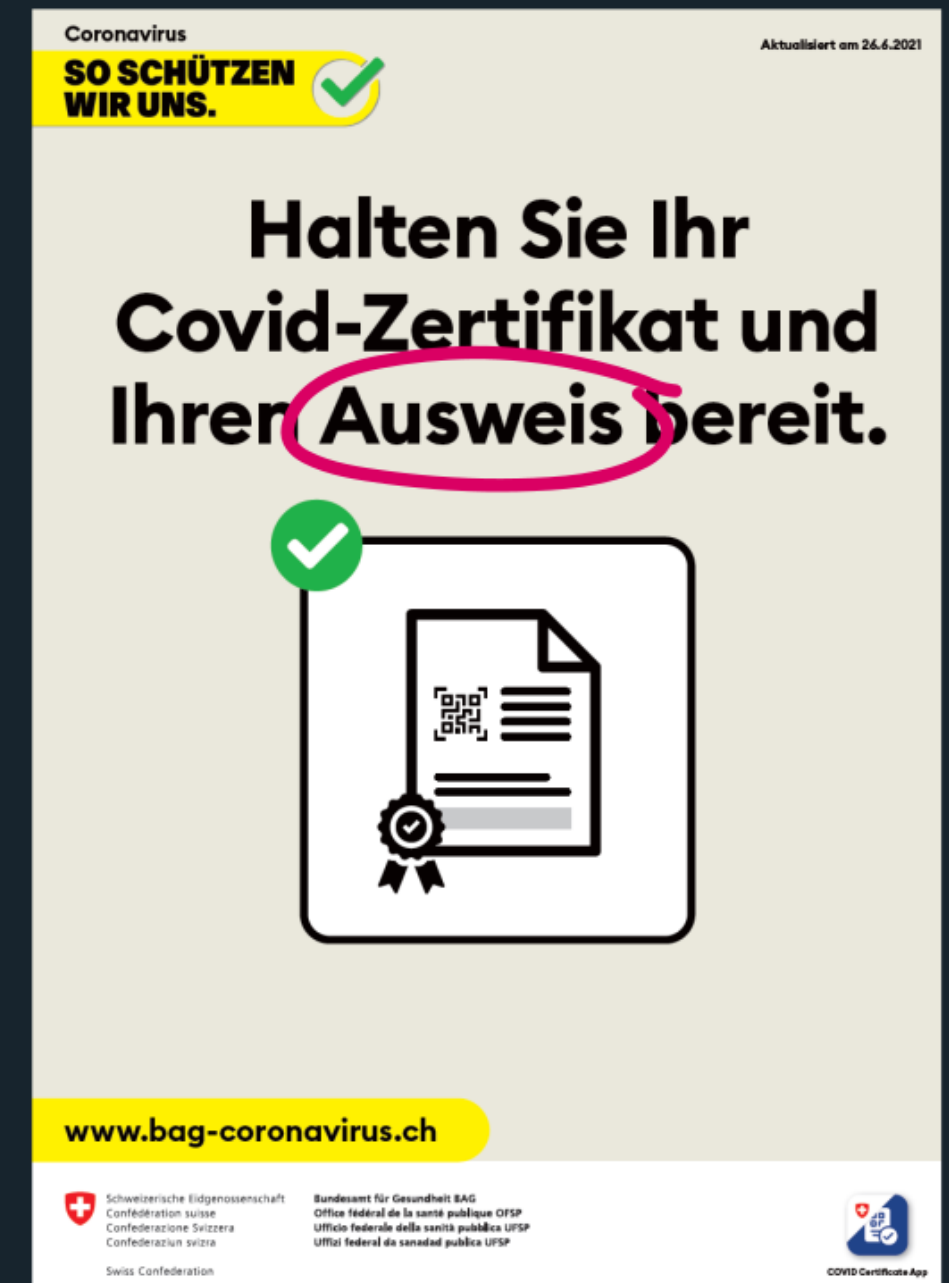 Coronavirus
Aktualisiert am 26.6.2021
SO SCHÜTZEN
WIR UNS.
Halten Sie Ihr
Covid-Zertifikat und
Ihren Ausweis bereit.
www.bag-coronavirus.ch
Schweizerische Eidgenossenschaft
Confédération suisse
Confederazione Svizzera
Confederaziun svizra
Swiss Confederation
Bundesamt für Gesundheit BAG
Office fédéral de la santé publique OFSP
Ufficio federale della sanità pubblica UFSP
Uffizi federal da sanadad publica UFSP
COVID Certificate App